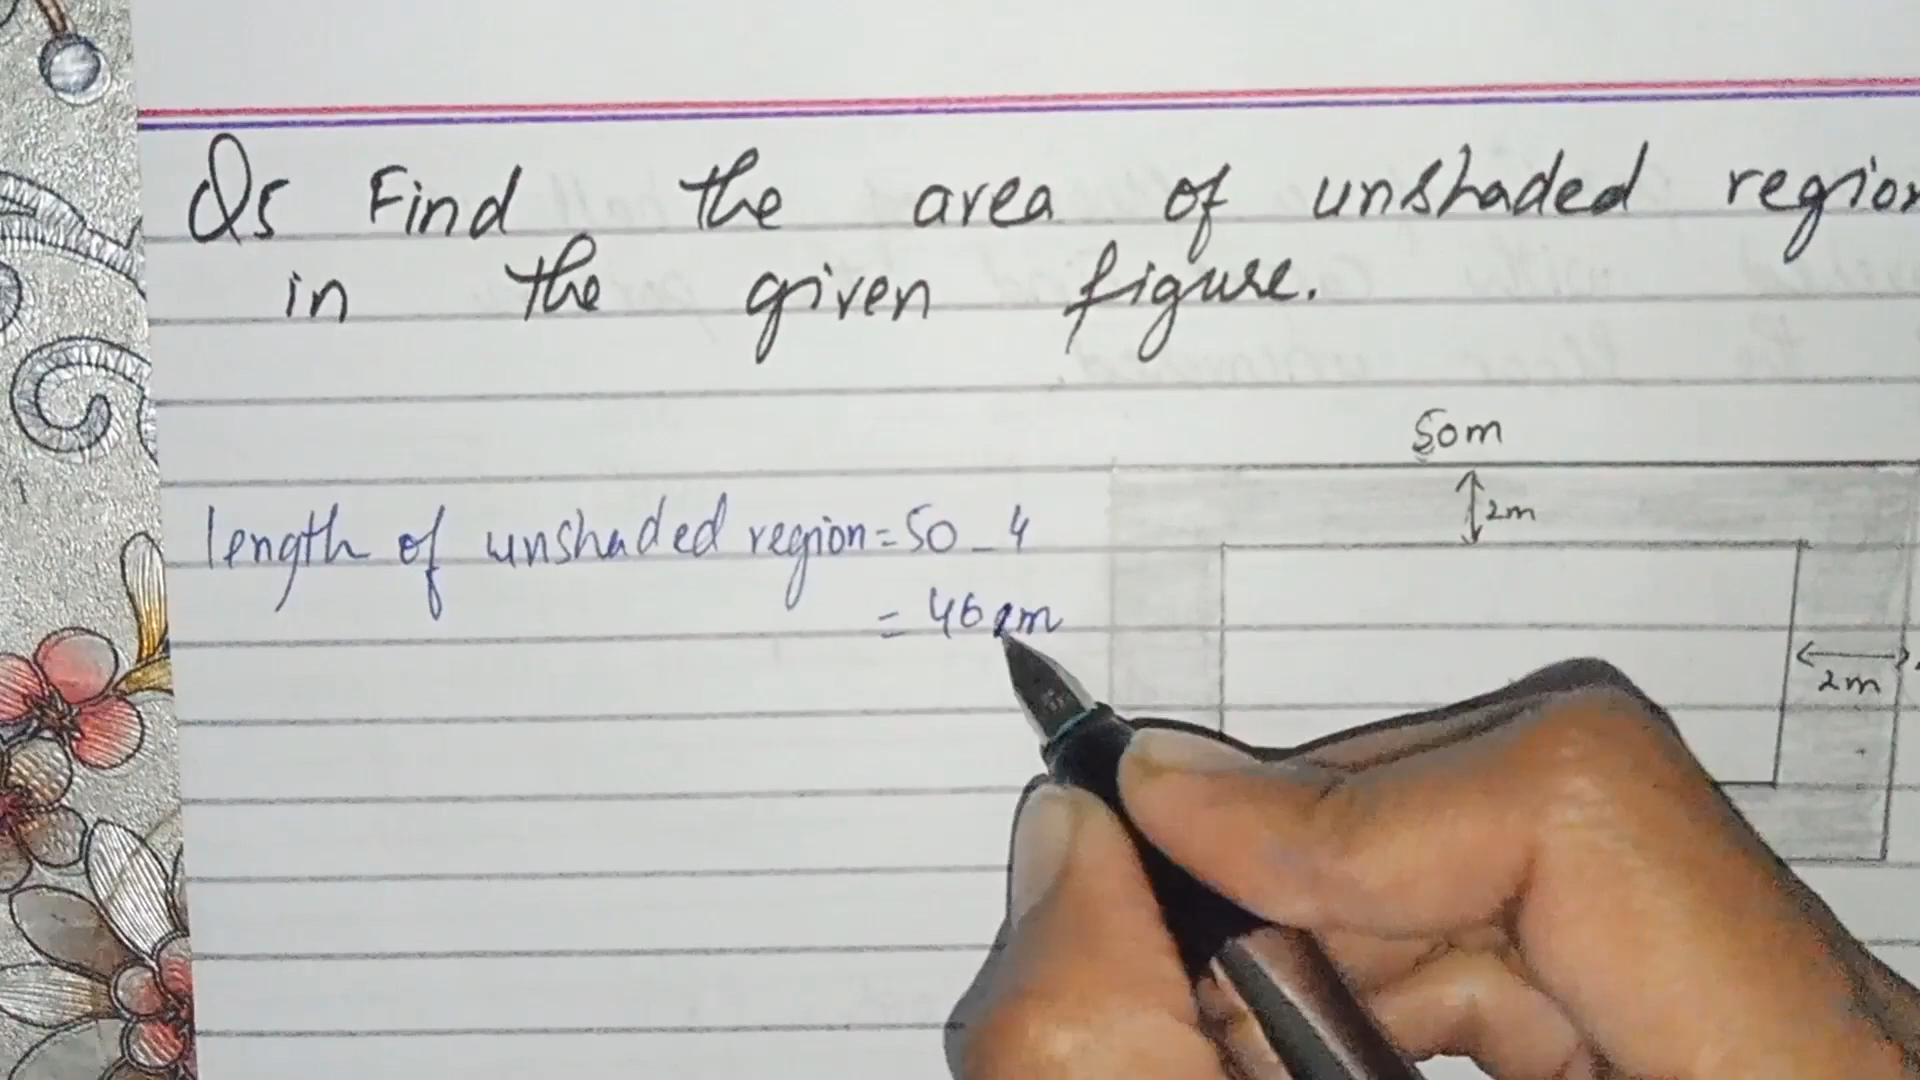 Q5 Find the area of unshaded region
in the given figure.
50m
2m
length of unshaded region = 50 - 4
= 46 m
2m